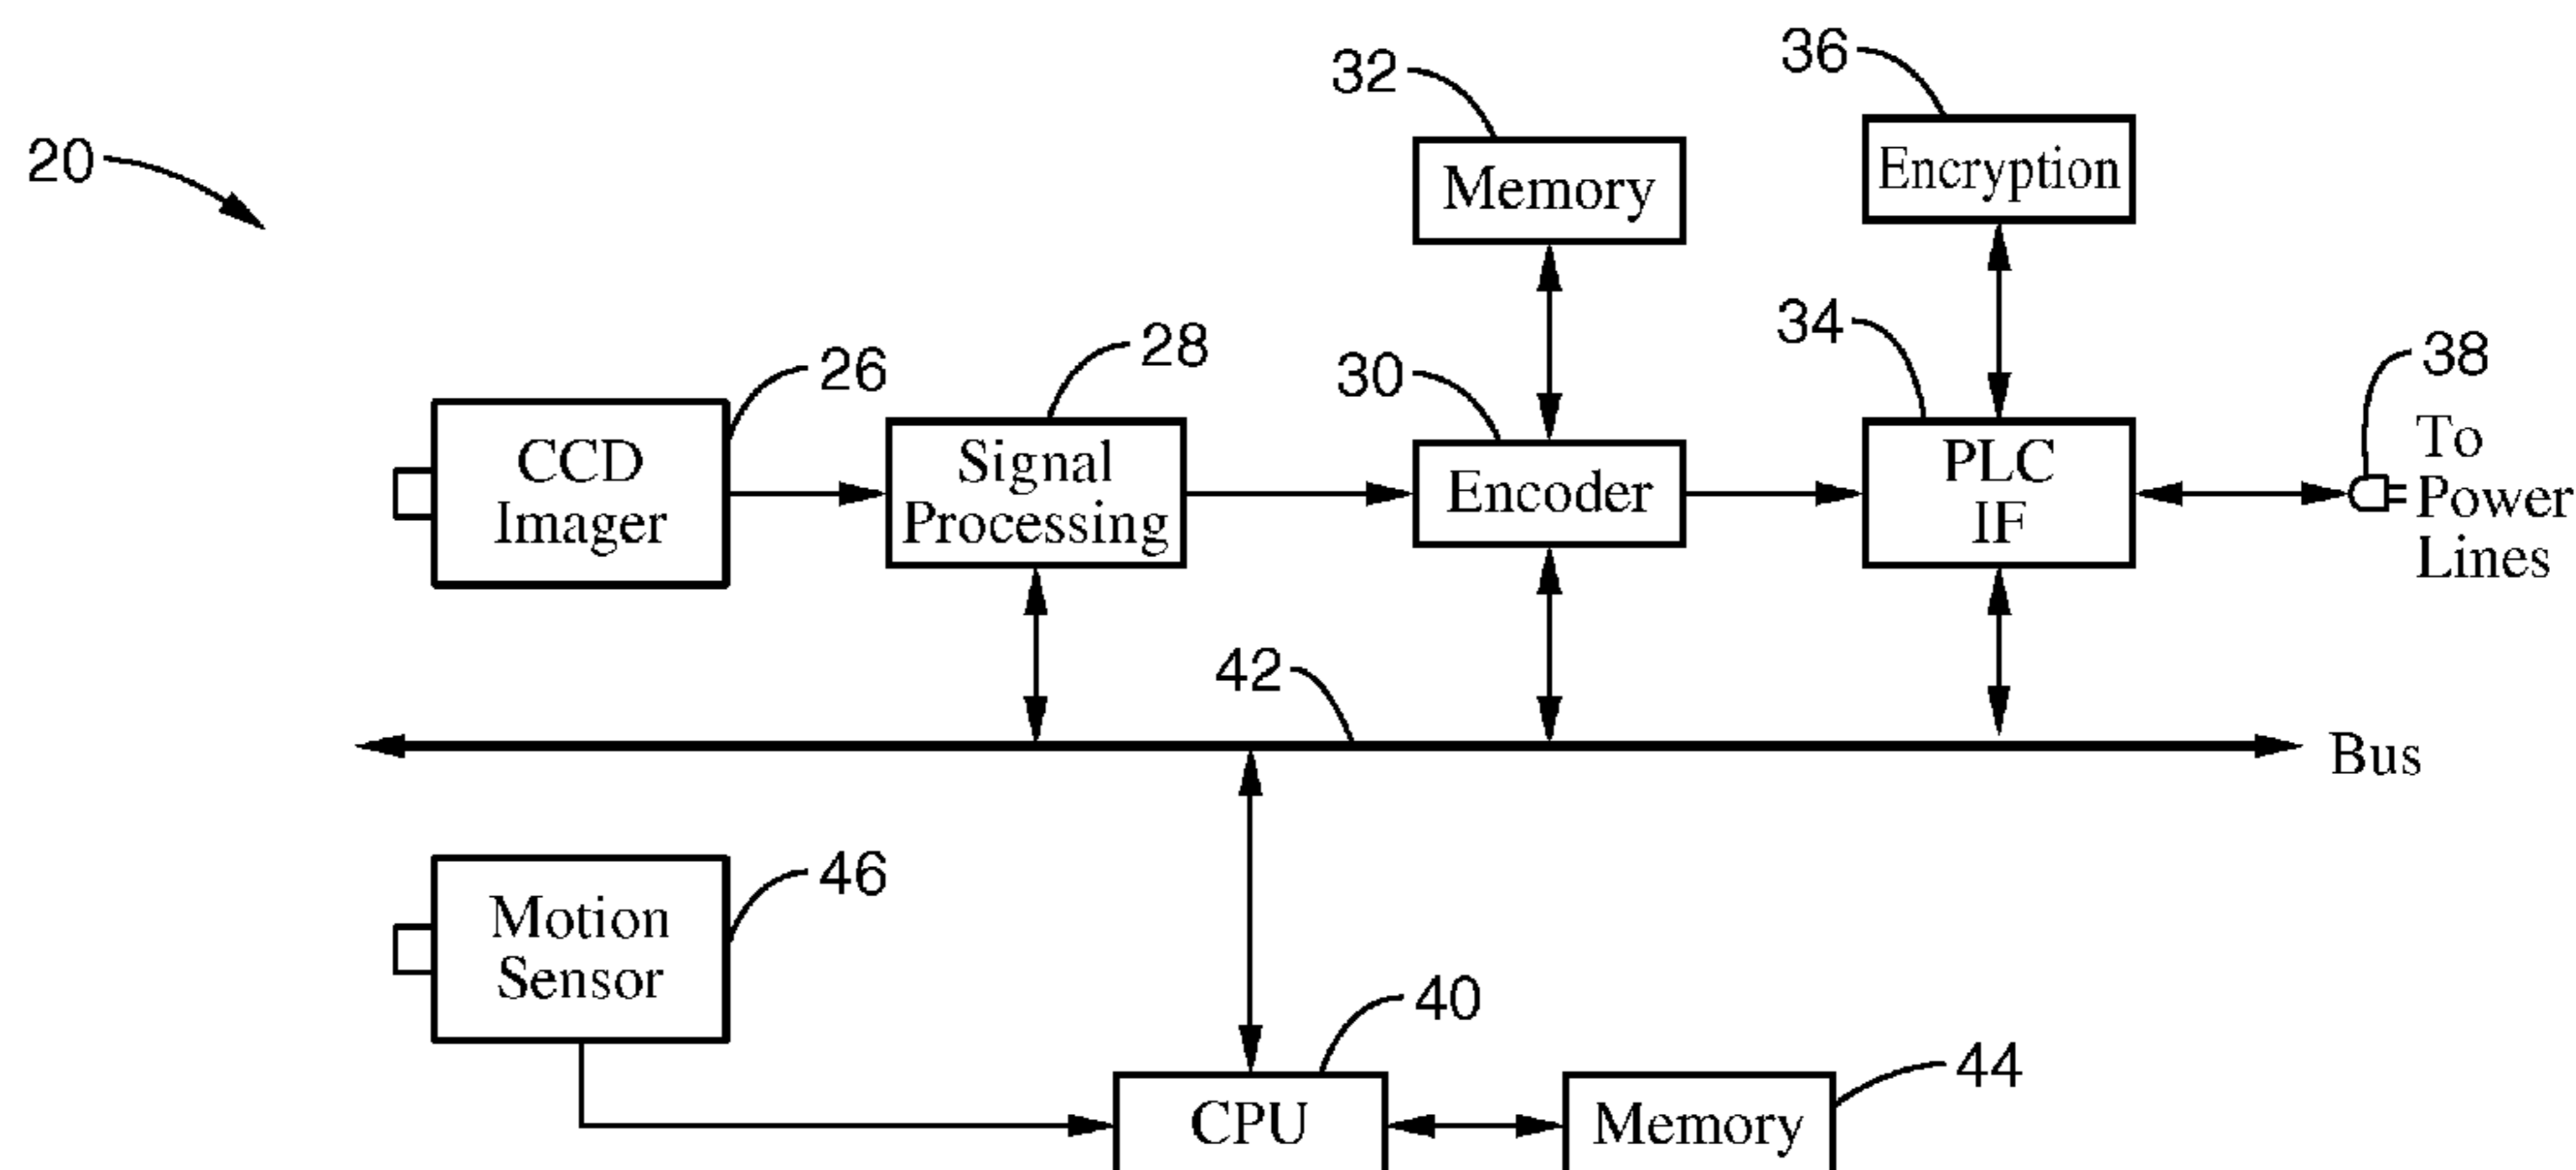 36
32
20
Memory
Encryption
28
34
26
30
38
CCD
Imager
Signal
Processing
Encoder
PLC
IF
To
Power
Lines
42
Bus
46
Motion
Sensor
40
44
CPU
Memory